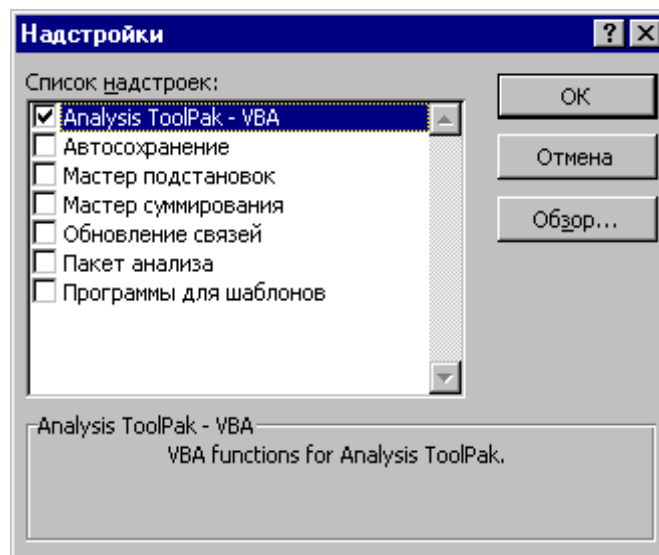 Надстройки
Список надстроек:
Analysis ToolPak - VBA
Автосохранение
Мастер подстановок
Мастер суммирования
Обновление связей
Пакет анализа
Программы для шаблонов
ОК
Отмена
Обзор...
Analysis ToolPak - VBA
VBA functions for Analysis ToolPak.